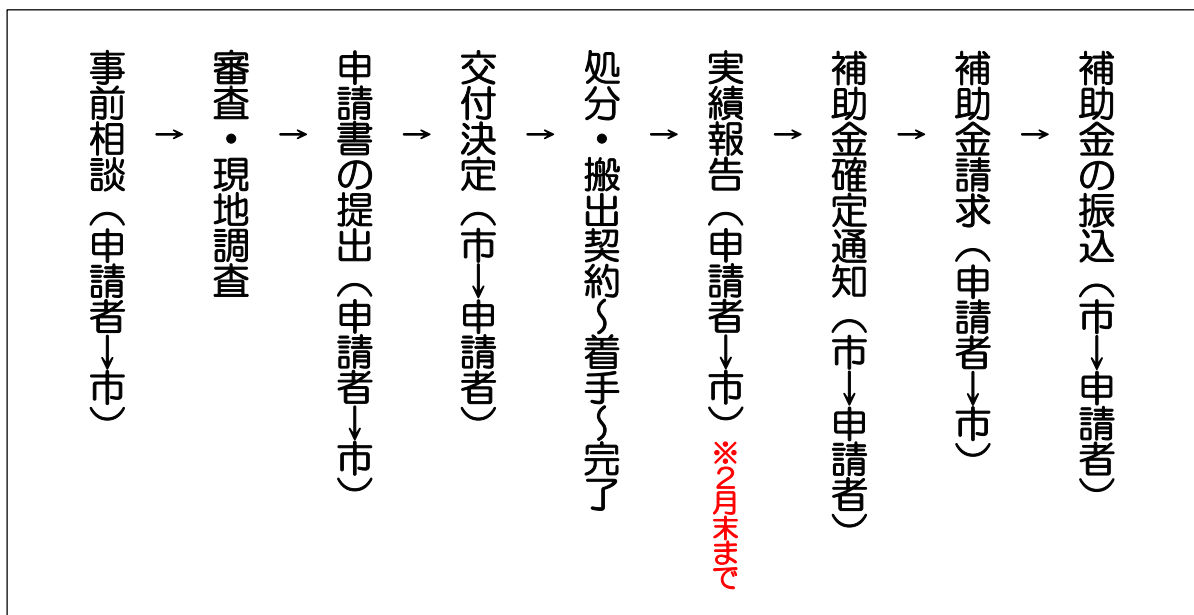 事前相談（申請者→市）
→
審査・現地調査
→
申請書の提出（申請者→市）
→
交付決定（市→申請者）
→
処分・搬出契約～着手～完了
→
実績報告（申請者→市）※２月末まで
→
補助金確定通知（市→申請者）
→
補助金請求（申請者→市）
→
補助金の振込（市→申請者）